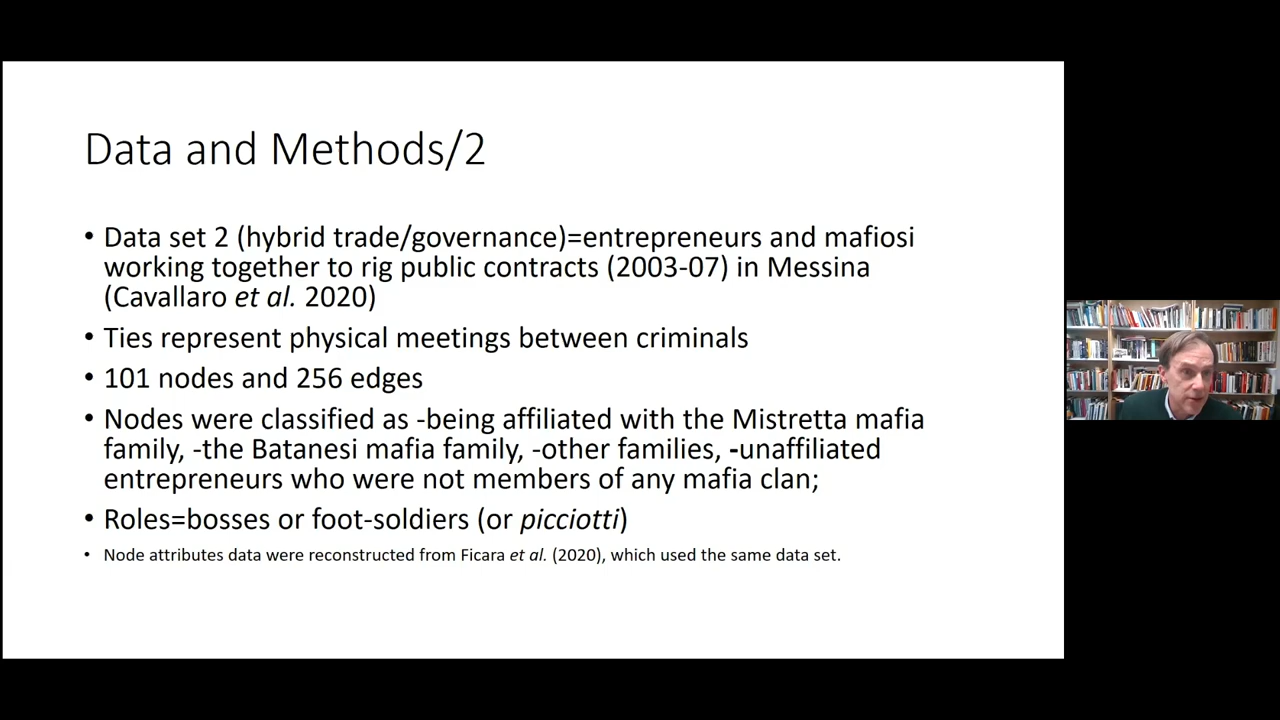 Data and Methods/2
• Data set 2 (hybrid trade/governance)=entrepreneurs and mafiosi
working together to rig public contracts (2003-07) in Messina
(Cavallaro et al. 2020)
• Ties represent physical meetings between criminals
• 101 nodes and 256 edges
• Nodes were classified as -being affiliated with the Mistretta mafia
family, -the Batanesi mafia family, -other families, -unaffiliated
entrepreneurs who were not members of any mafia clan;
• Roles=bosses or foot-soldiers (or picciotti)
• Node attributes data were reconstructed from Ficara et al. (2020), which used the same data set.